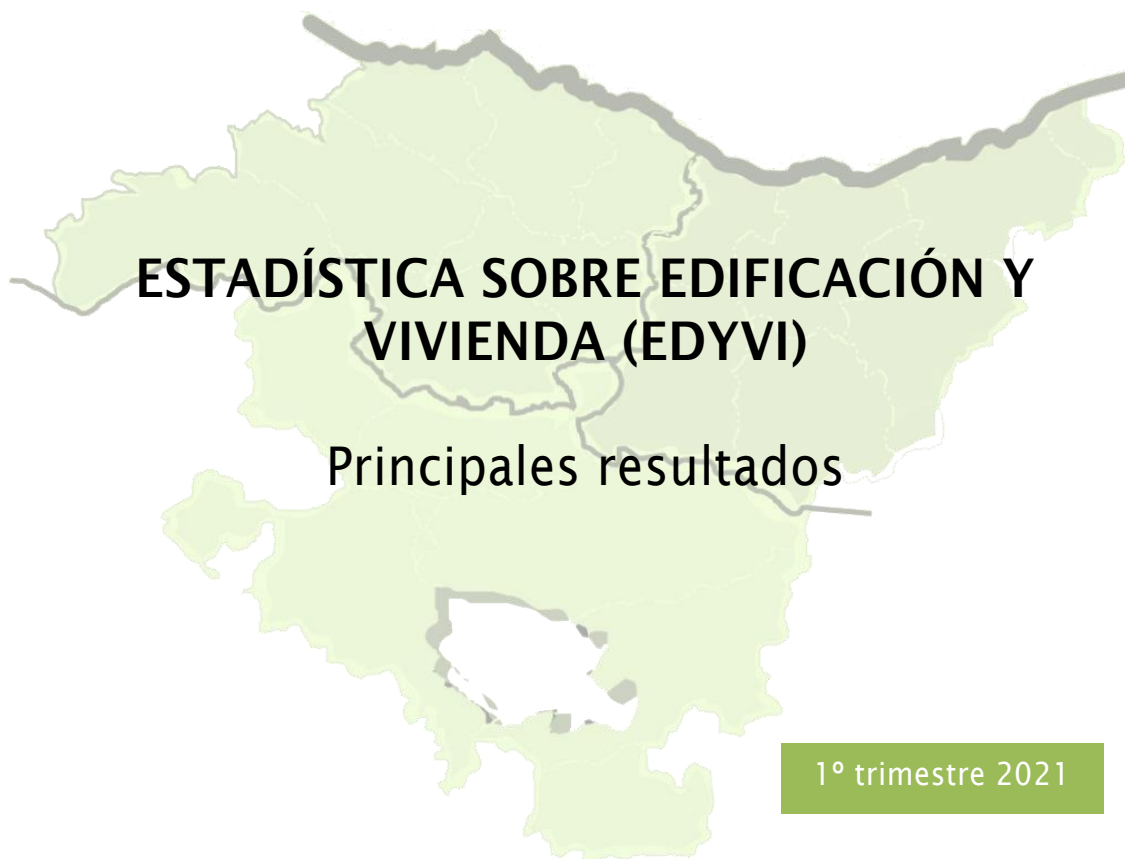 ESTADÍSTICA SOBRE EDIFICACIÓN Y
VIVIENDA (EDYVI)
Principales resultados
1º trimestre 2021